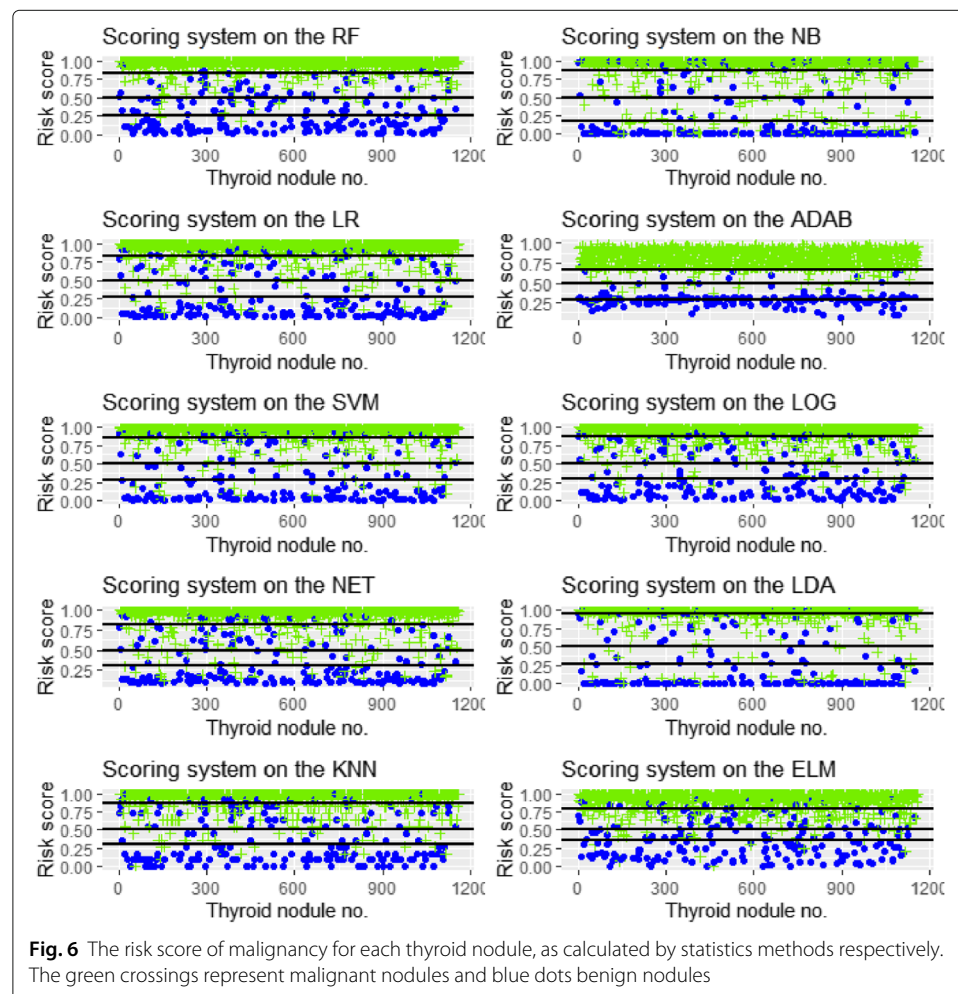 Scoring system on the RF
Risk score
1.00
0.75
0.50
0.25
0.00
0 300 600 900 120
Thyroid nodule no.
Scoring system on the NB
Risk score
1.00
0.75
0.50
0.25
0.00
0 300 600 900 1200
Thyroid nodule no.
Scoring system on the LR
Risk score
1.00
0.75
0.50
0.25
0.00
0 300 600 900 120
Thyroid nodule no.
Scoring system on the ADAB
Risk score
1.00
0.75
0.50
0.25
0 300 600 900 1200
Thyroid nodule no.
Scoring system on the SVM
Risk score
1.00
0.75
0.50
0.25
0.00
0 300 600 900 120
Thyroid nodule no.
Scoring system on the LOG
Risk score
1.00
0.75
0.50
0.25
0.00
0 300 600 900 1200
Thyroid nodule no.
Scoring system on the NET
Risk score
1.00
0.75
0.50
0.25
0 300 600 900 120
Thyroid nodule no.
Scoring system on the LDA
Risk score
1.00
0.75
0.50
0.25
0.00
0 300 600 900 1200
Thyroid nodule no.
Scoring system on the KNN
Risk score
1.00
0.75
0.50
0.25
0.00
0 300 600 900 120
Thyroid nodule no.
Scoring system on the ELM
Risk score
1.00
0.75
0.50
0.25
0.00
0 300 600 900 1200
Thyroid nodule no.
Fig. 6 The risk score of malignancy for each thyroid nodule, as calculated by statistics methods respectively.
The green crossings represent malignant nodules and blue dots benign nodules